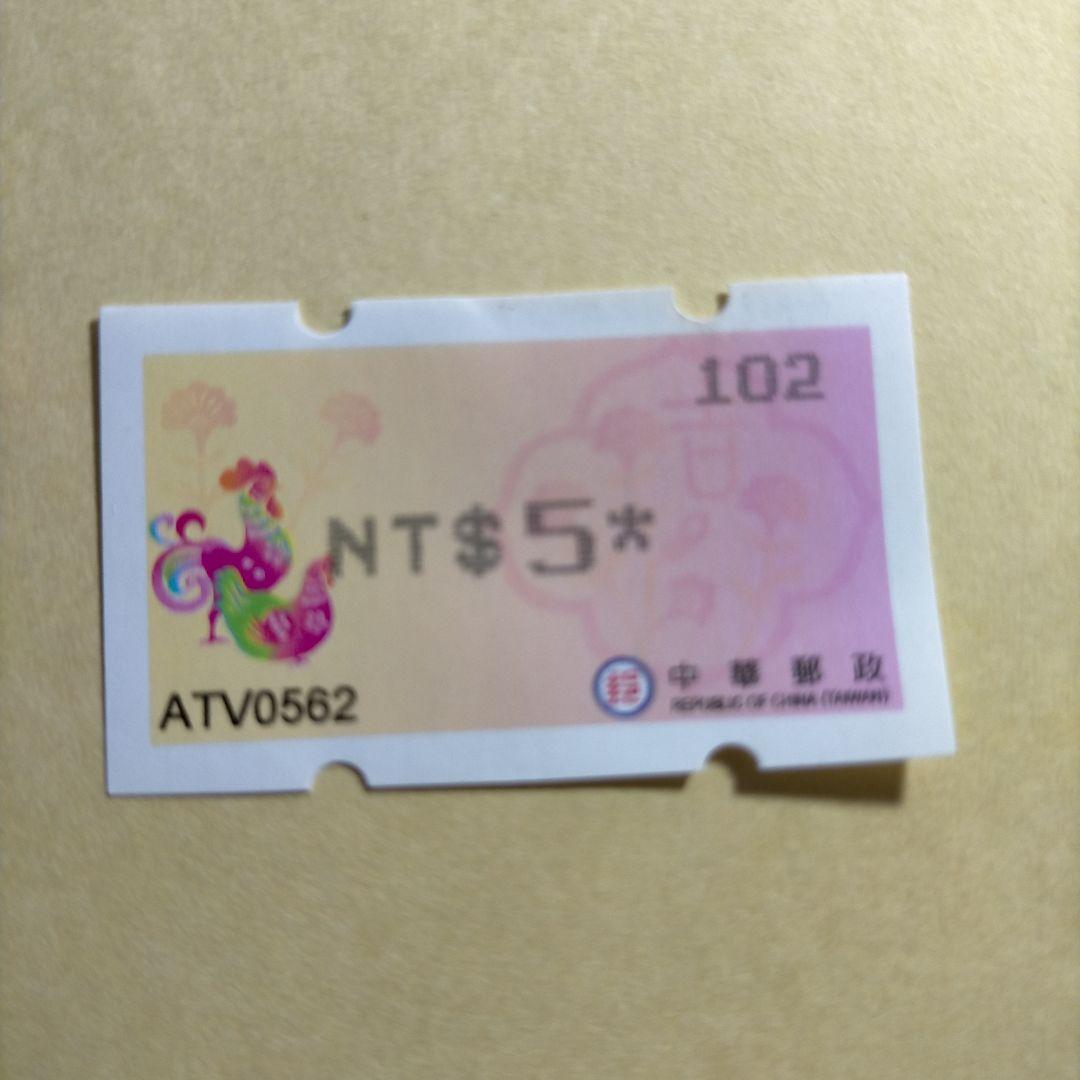 102
NT$5*
ATV0562
中華郵政
REPUBLIC OF CHINA (TAIWAN)